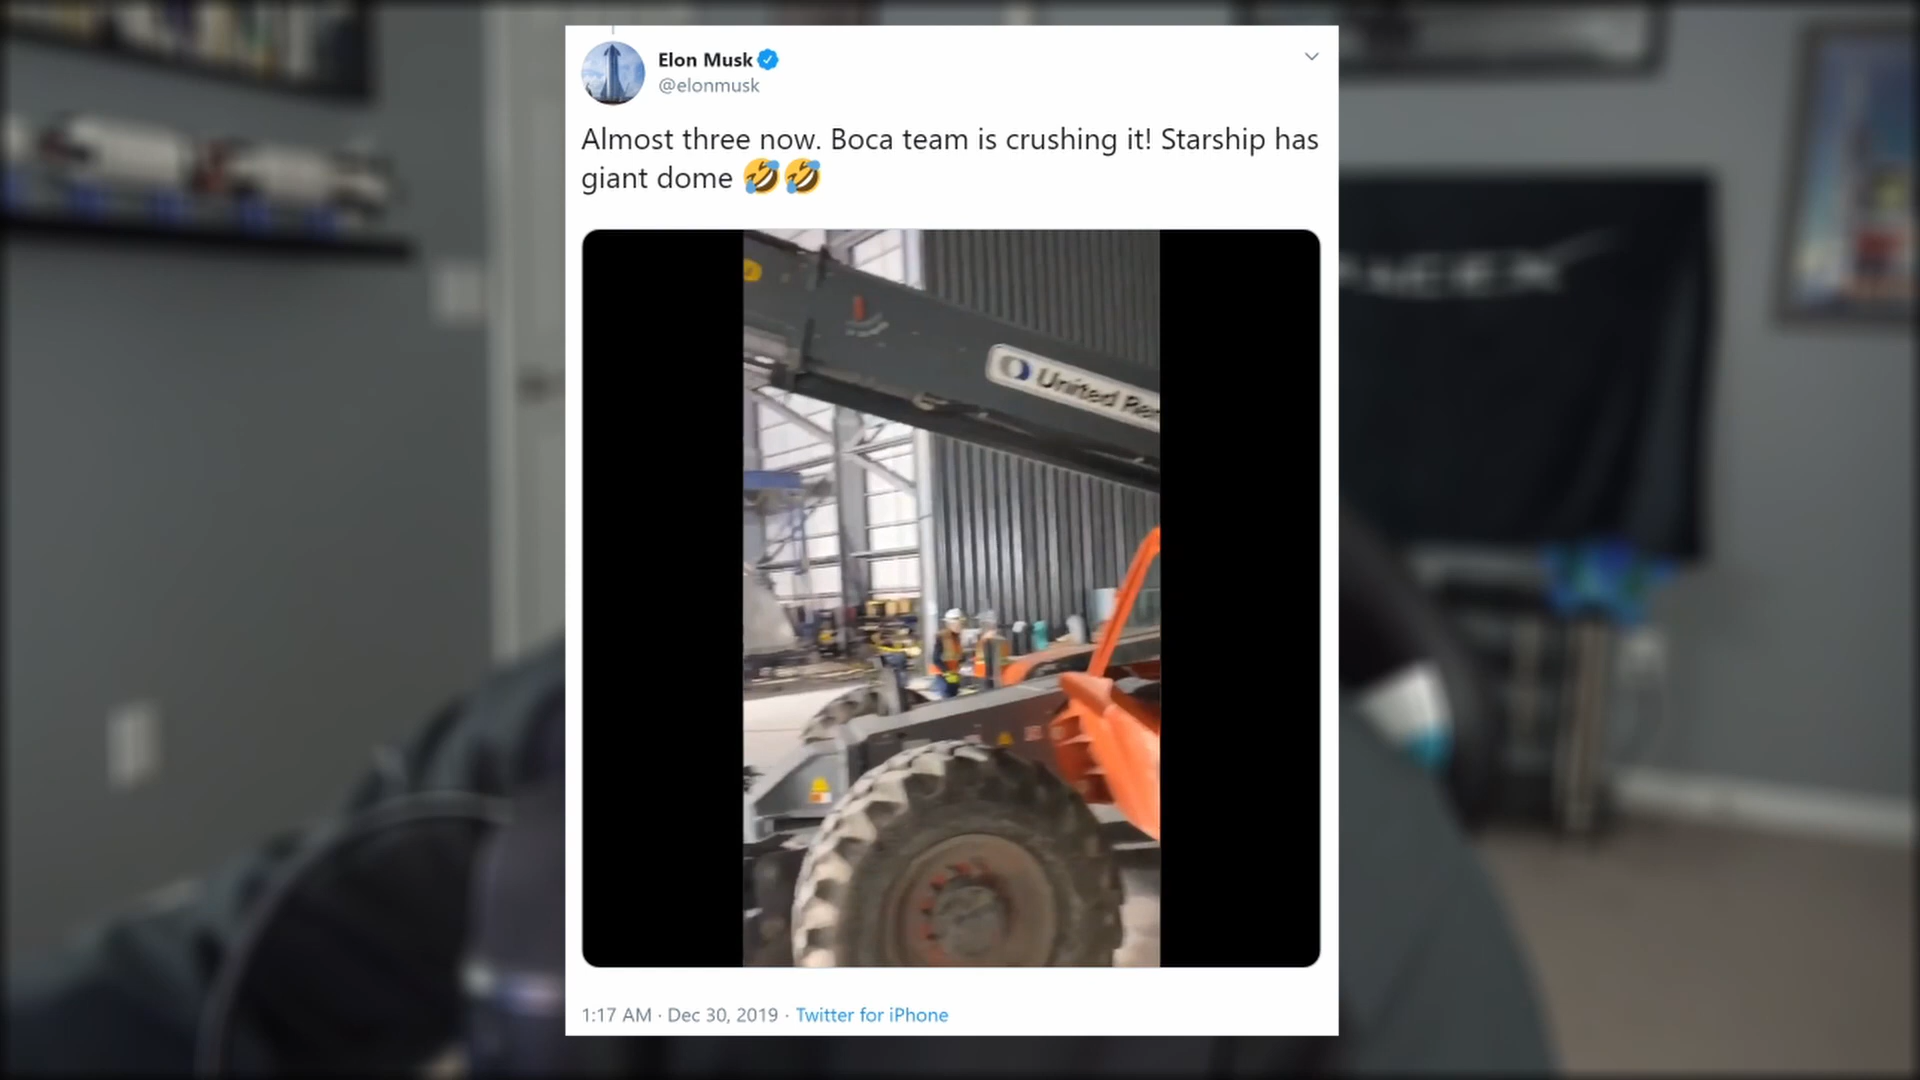 Elon Musk
@elonmusk
Almost three now. Boca team is crushing it! Starship has
giant dome 🤣🤣
United
1:17 AM · Dec 30, 2019 · Twitter for iPhone